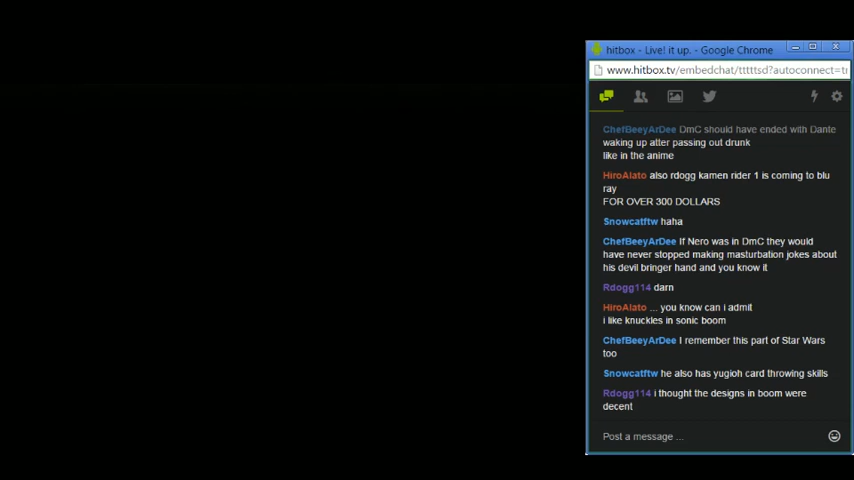 hitbox - Live! it up. - Google Chrome
www.hitbox.tv/embedchat/tttttsd?autoconnect=tr
ChefBeeyArDee DmC should have ended with Dante
waking up after passing out drunk
like in the anime
HiroAlato also rdogg kamen rider 1 is coming to blu
ray
FOR OVER 300 DOLLARS
Snowcatftw haha
ChefBeeyArDee If Nero was in DmC they would
have never stopped making masturbation jokes about
his devil bringer hand and you know it
Rdogg114 darn
HiroAlato ... you know can i admit
i like knuckles in sonic boom
ChefBeeyArDee I remember this part of Star Wars
too
Snowcatftw he also has yugioh card throwing skills
Rdogg114 i thought the designs in boom were
decent
Post a message ...